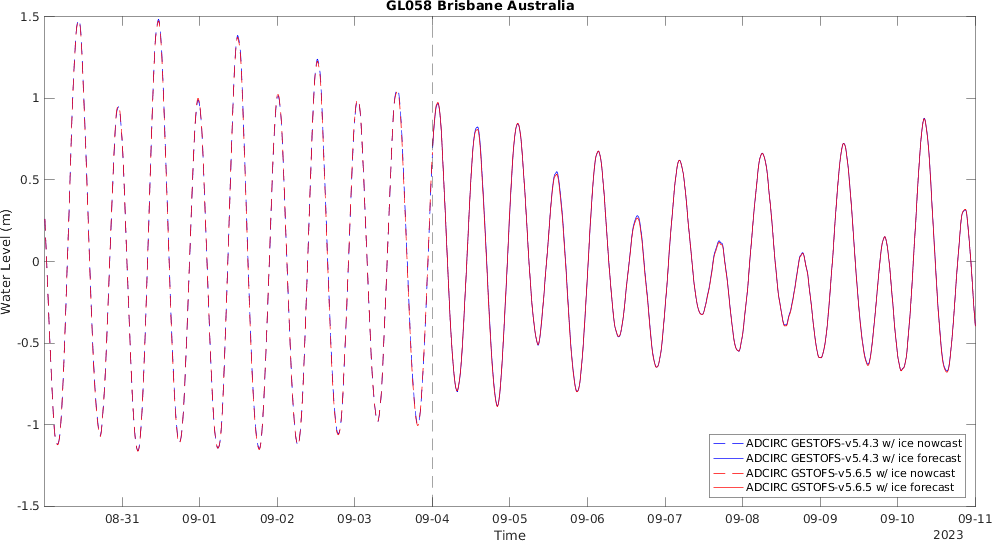 GL058 Brisbane Australia
Water Level (m)
1.5
1
0.5
0
-0.5
-1
-1.5
ADCIRC GESTOFS-v5.4.3 w/ ice nowcast
ADCIRC GESTOFS-v5.4.3 w/ ice forecast
ADCIRC GSTOFS-v5.6.5 w/ ice nowcast
ADCIRC GSTOFS-v5.6.5 w/ ice forecast
08-31 09-01 09-02 09-03 09-04 09-05 09-06 09-07 09-08 09-09 09-10 09-11
Time
2023